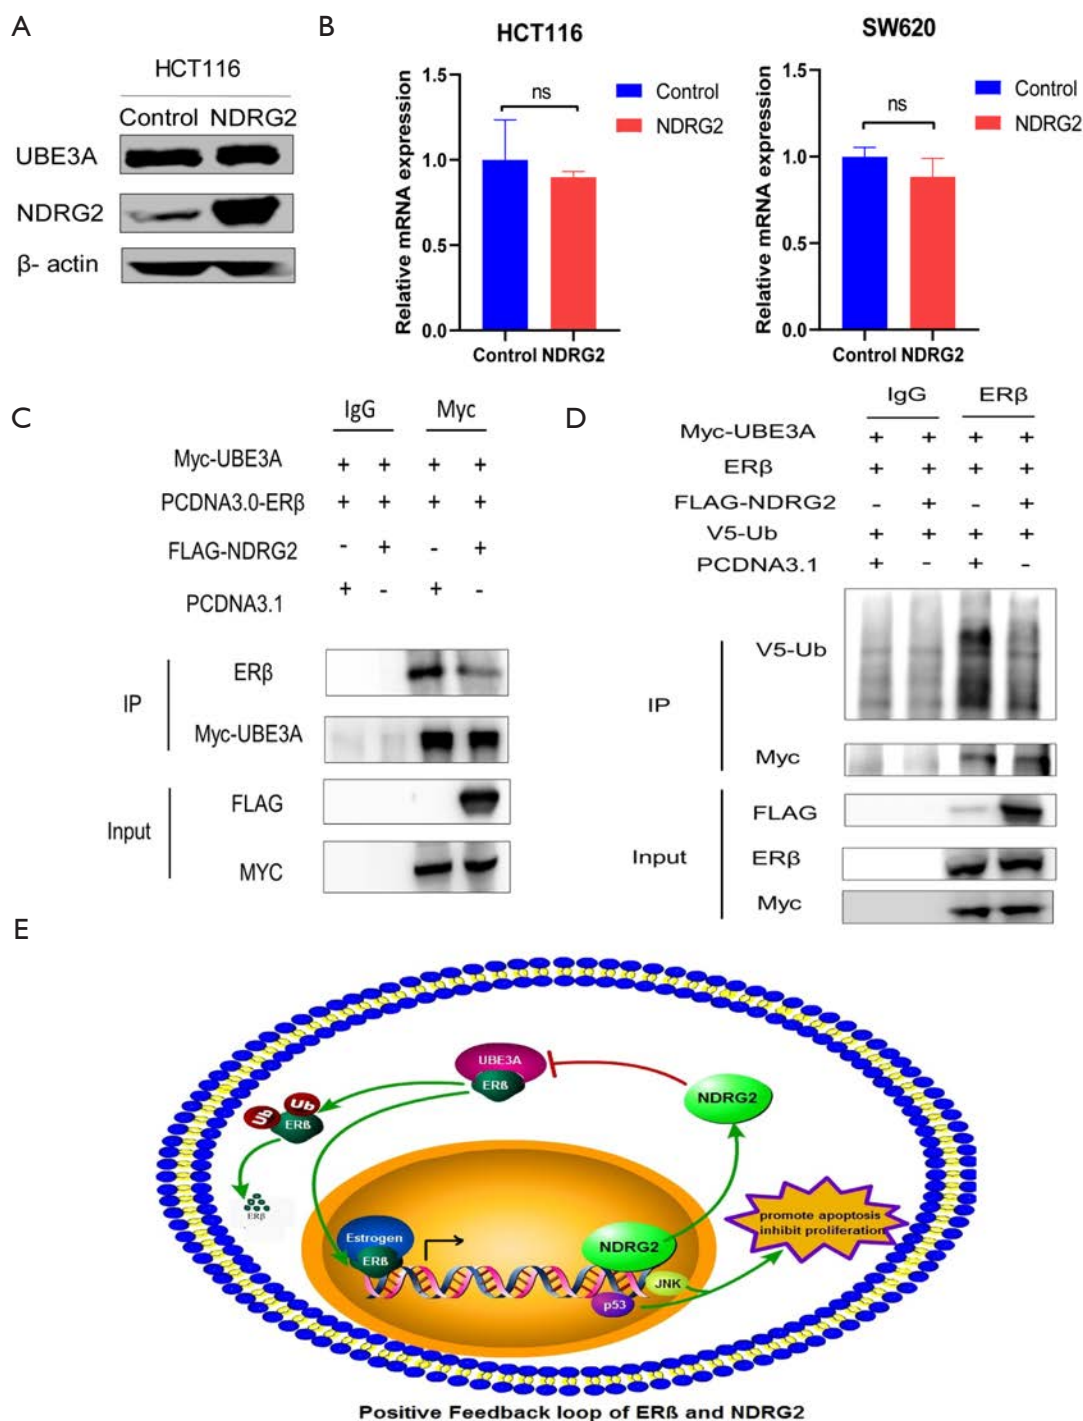 A
HCT116
Control NDRG2
UBE3A
NDRG2
β- actin
B
HCT116
Relative mRNA expression
1.5
1.0
0.5
0.0
ns
Control
NDRG2
Control NDRG2
SW620
Relative mRNA expression
1.5
1.0
0.5
0.0
ns
Control
NDRG2
Control NDRG2
C
IgG Myc
Myc-UBE3A + + + +
PCDNA3.0-ERβ + + + +
FLAG-NDRG2 - + - +
PCDNA3.1 + - + -
IP
ERβ
Myc-UBE3A
Input
FLAG
MYC
D
IgG ERβ
Myc-UBE3A + + + +
ERβ + + + +
FLAG-NDRG2 - + - +
V5-Ub + + + +
PCDNA3.1 + - + -
IP
V5-Ub
Myc
Input
FLAG
ERβ
Myc
E
UBE3A
ERß
NDRG2
Ub
Ub
ERß
ERβ
Estrogen
ERß
NDRG2
JNK
p53
promote apoptosis
inhibit proliferation
Positive Feedback loop of ERß and NDRG2